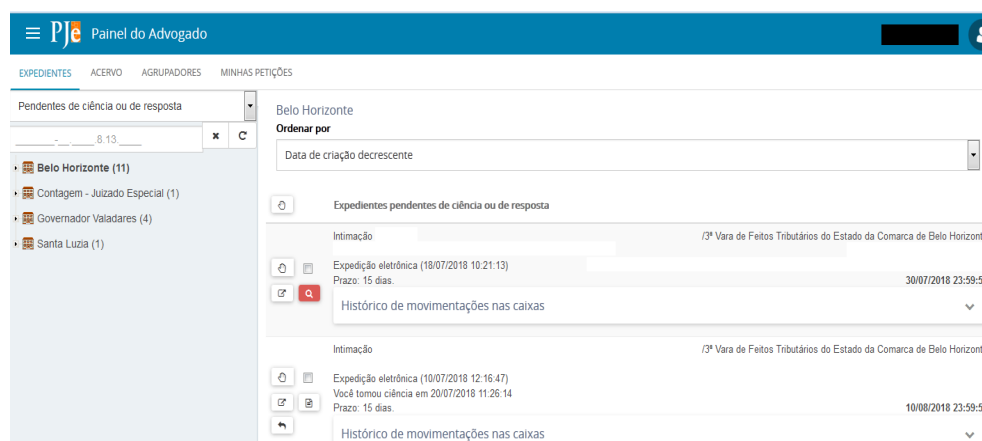 PJe Painel do Advogado
EXPEDIENTES ACERVO AGRUPADORES MINHAS PETIÇÕES
Pendentes de ciência ou de resposta
_______-__.____.8.13.____
Belo Horizonte (11)
Contagem - Juizado Especial (1)
Governador Valadares (4)
Santa Luzia (1)
Belo Horizonte
Ordenar por
Data de criação decrescente
Expedientes pendentes de ciência ou de resposta
Intimação /3ª Vara de Feitos Tributários do Estado da Comarca de Belo Horizont
Expedição eletrônica (18/07/2018 10:21:13)
Prazo: 15 dias. 30/07/2018 23:59:5
Histórico de movimentações nas caixas
Intimação /3ª Vara de Feitos Tributários do Estado da Comarca de Belo Horizont
Expedição eletrônica (10/07/2018 12:16:47)
Você tomou ciência em 20/07/2018 11:26:14
Prazo: 15 dias. 10/08/2018 23:59:5
Histórico de movimentações nas caixas